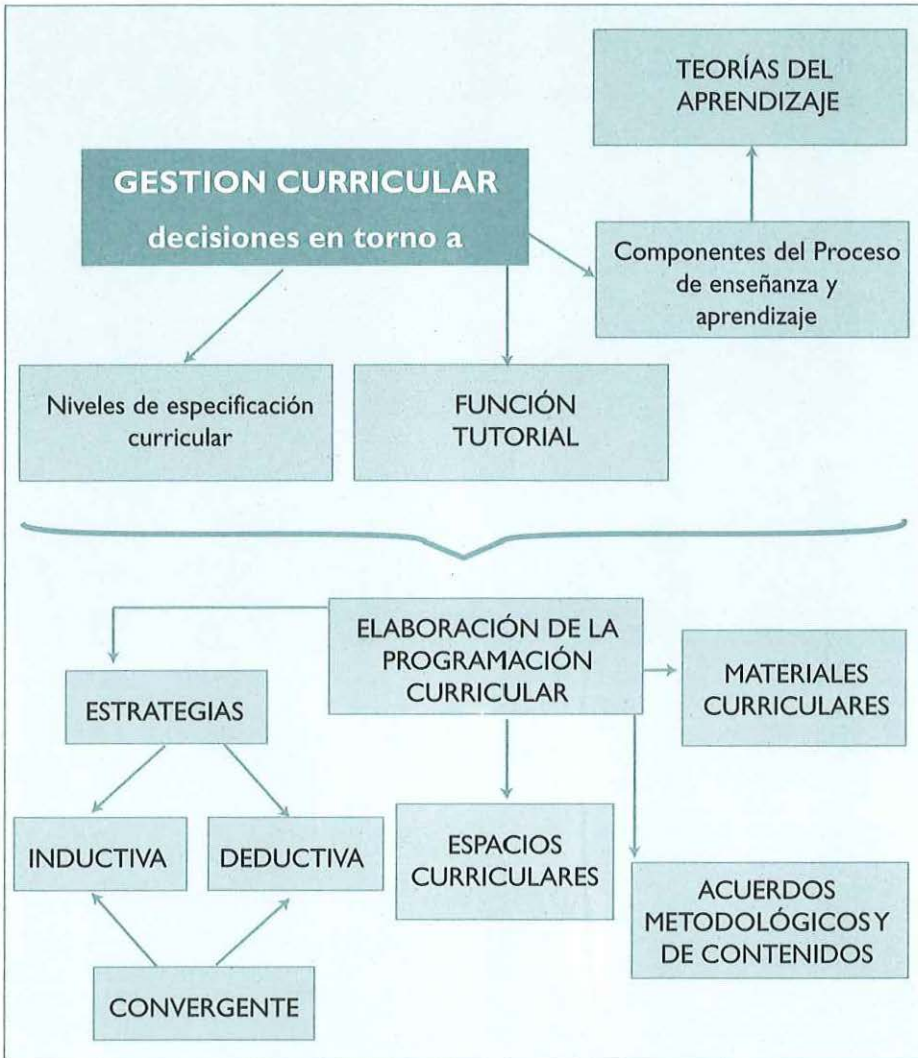 TEORÍAS DEL
APRENDIZAJE
GESTION CURRICULAR
decisiones en torno a
Componentes del Proceso
de enseñanza y
aprendizaje
Niveles de especificación
curricular
FUNCIÓN
TUTORIAL
ELABORACIÓN DE LA
PROGRAMACIÓN
CURRICULAR
MATERIALES
CURRICULARES
ESTRATEGIAS
INDUCTIVA
DEDUCTIVA
ESPACIOS
CURRICULARES
ACUERDOS
METODOLÓGICOS Y
DE CONTENIDOS
CONVERGENTE